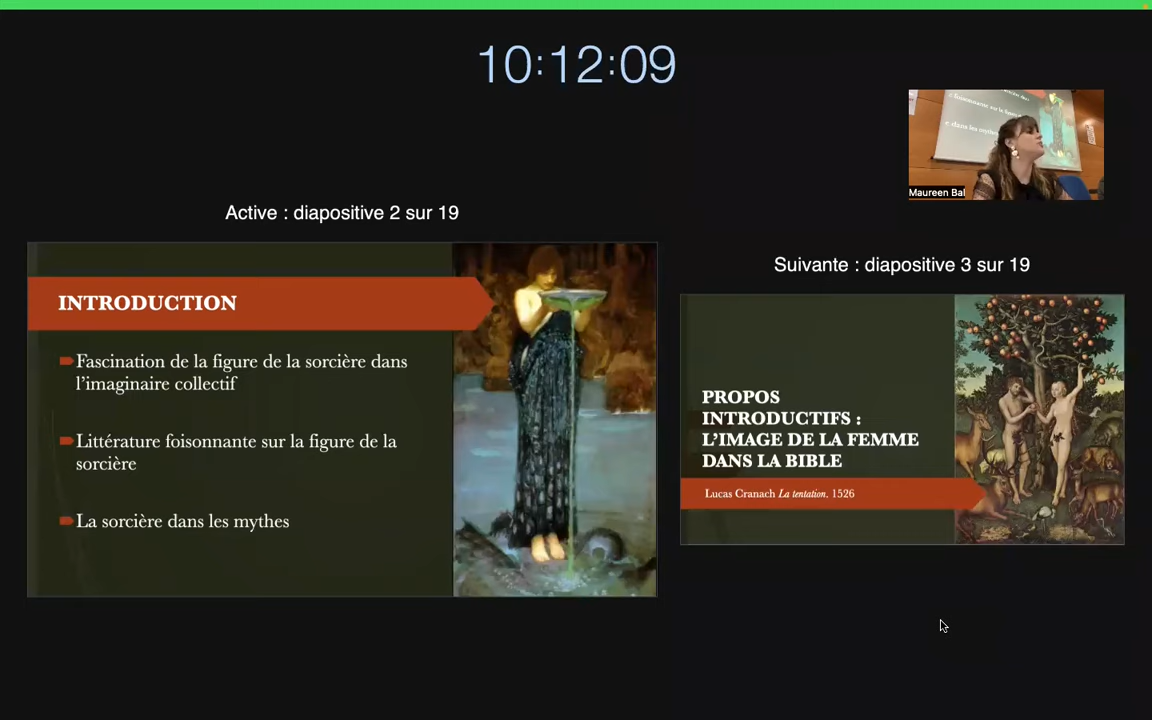 10:12:09
Maureen Bal
Active : diapositive 2 sur 19
Suivante : diapositive 3 sur 19
INTRODUCTION
Fascination de la figure de la sorcière dans
l’imaginaire collectif
Littérature foisonnante sur la figure de la
sorcière
La sorcière dans les mythes
PROPOS
INTRODUCTIFS :
L’IMAGE DE LA FEMME
DANS LA BIBLE
Lucas Cranach La tentation. 1526